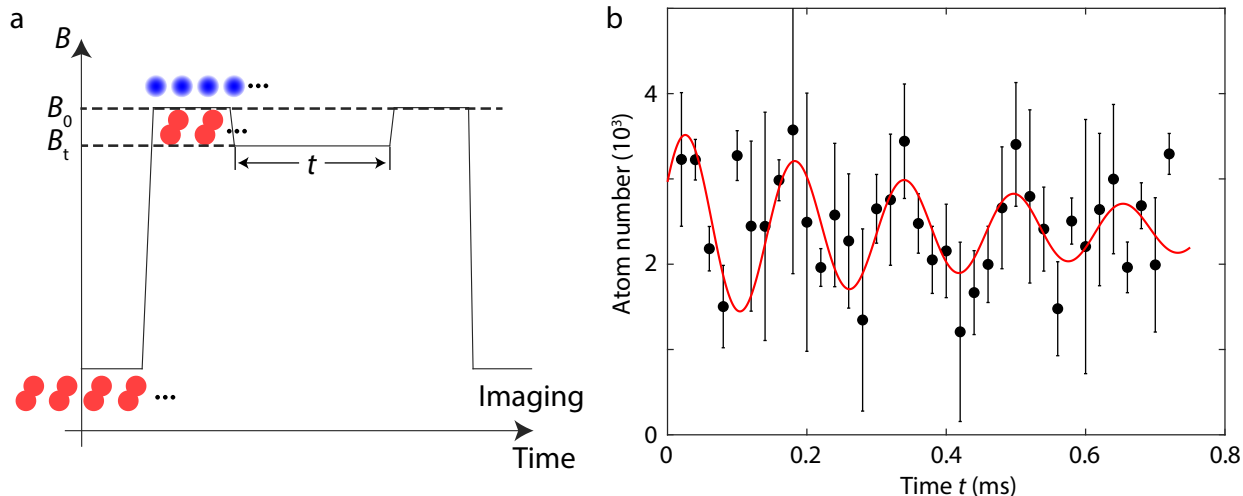 a
B
B₀
...
...
Bₜ
t
...
Imaging
Time
b
Atom number (10³)
4
2
0
0
0.2
0.4
0.6
0.8
Time t (ms)